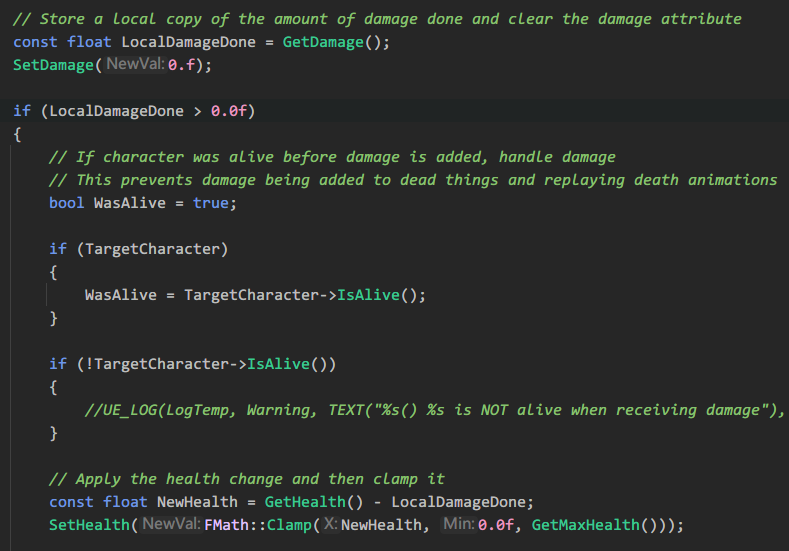 // Store a local copy of the amount of damage done and clear the damage attribute
const float LocalDamageDone = GetDamage();
SetDamage( NewVal: 0.f);
if (LocalDamageDone > 0.0f)
{
// If character was alive before damage is added, handle damage
// This prevents damage being added to dead things and replaying death animations
bool WasAlive = true;
if (TargetCharacter)
{
WasAlive = TargetCharacter->IsAlive();
}
if (!TargetCharacter->IsAlive())
{
//UE_LOG(LogTemp, Warning, TEXT("%s() %s is NOT alive when receiving damage"),
}
// Apply the health change and then clamp it
const float NewHealth = GetHealth() - LocalDamageDone;
SetHealth( NewVal: FMath::Clamp( X: NewHealth, Min: 0.0f, GetMaxHealth()));